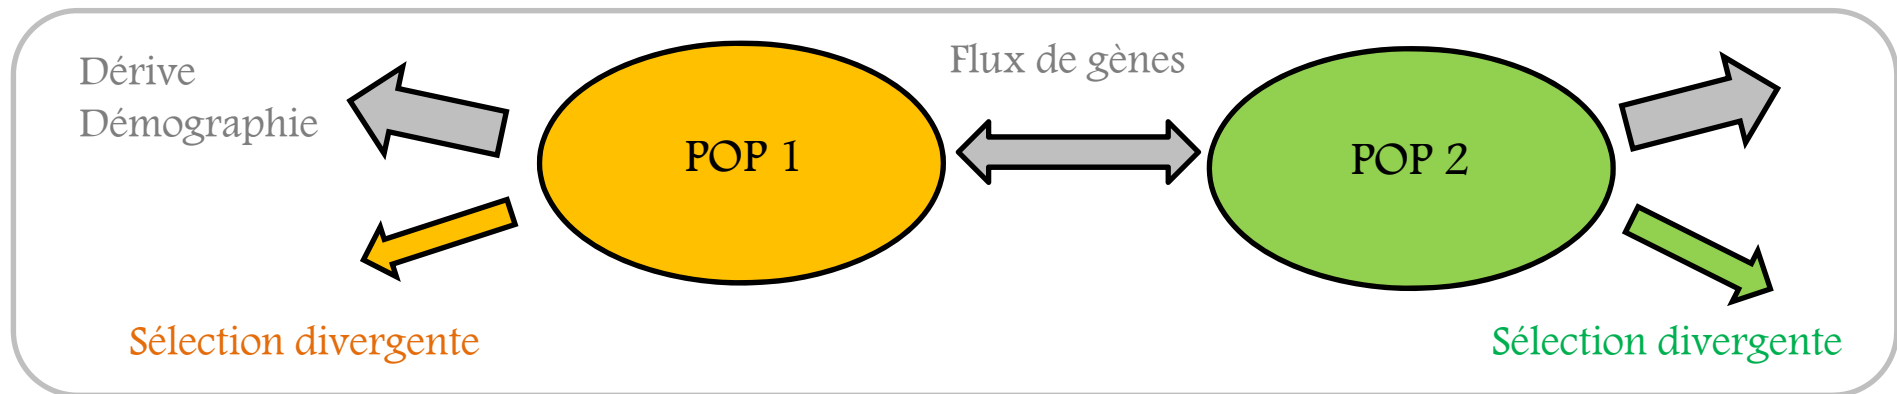 Dérive
Démographie
Flux de gènes
POP 1
POP 2
Sélection divergente
Sélection divergente